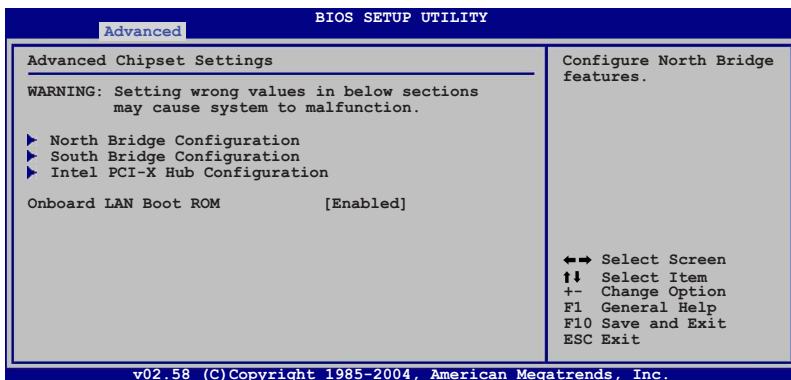 BIOS SETUP UTILITY
Advanced
Advanced Chipset Settings
WARNING: Setting wrong values in below sections
may cause system to malfunction.
North Bridge Configuration
South Bridge Configuration
Intel PCI-X Hub Configuration
Onboard LAN Boot ROM [Enabled]
Configure North Bridge
features.
Select Screen
Select Item
+- Change Option
F1 General Help
F10 Save and Exit
ESC Exit
v02.58 (C)Copyright 1985-2004, American Megatrends, Inc.